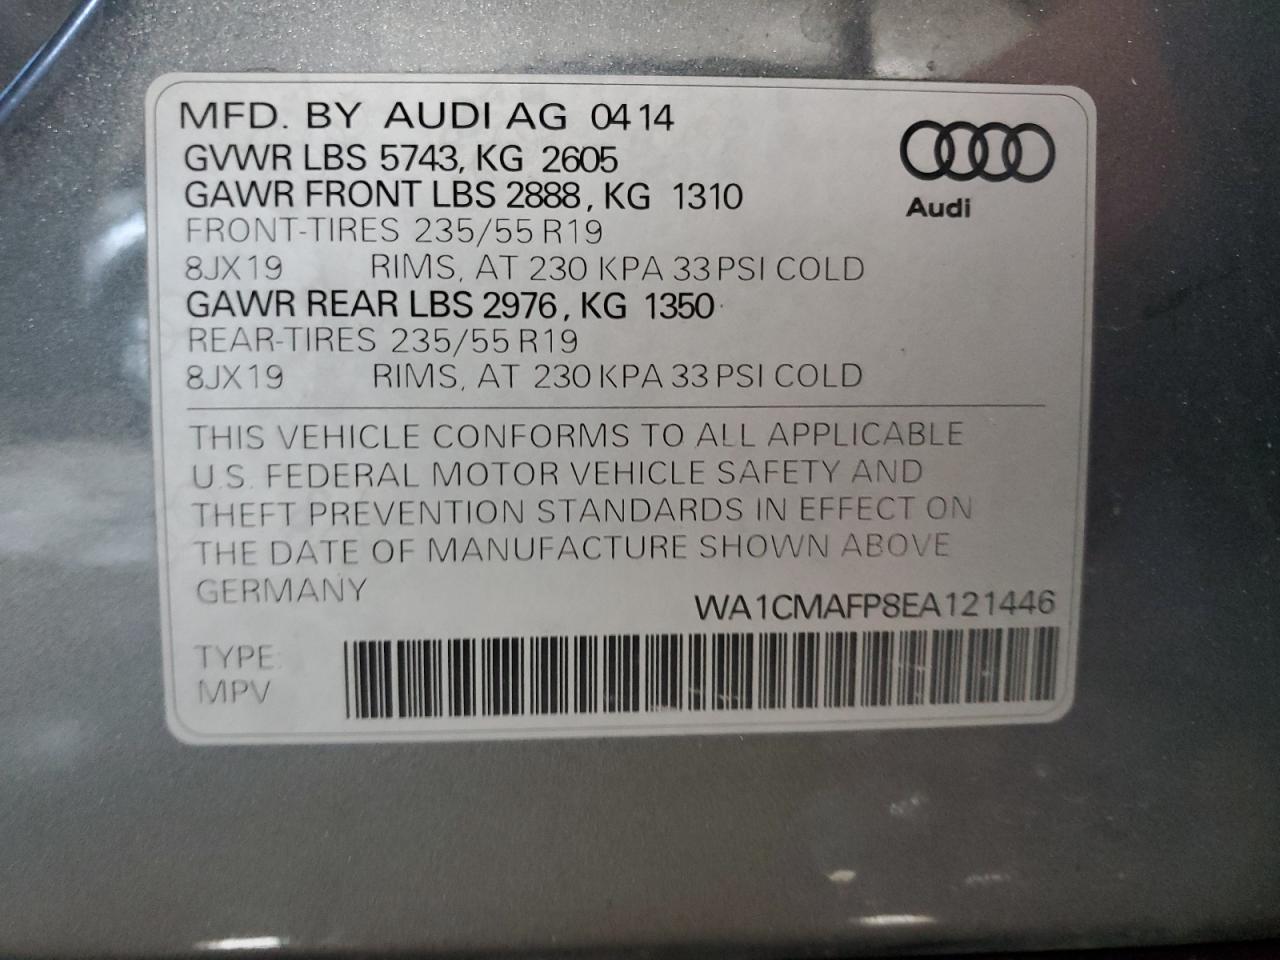 MFD. BY AUDI AG 0414
GVWR LBS 5743, KG 2605
GAWR FRONT LBS 2888, KG 1310
FRONT-TIRES 235/55 R19
8JX19 RIMS, AT 230 KPA 33 PSI COLD
GAWR REAR LBS 2976, KG 1350
REAR-TIRES 235/55 R19
8JX19 RIMS, AT 230 KPA 33 PSI COLD
Audi
THIS VEHICLE CONFORMS TO ALL APPLICABLE
U.S. FEDERAL MOTOR VEHICLE SAFETY AND
THEFT PREVENTION STANDARDS IN EFFECT ON
THE DATE OF MANUFACTURE SHOWN ABOVE
GERMANY
WA1CMAFP8EA121446
TYPE:
MPV